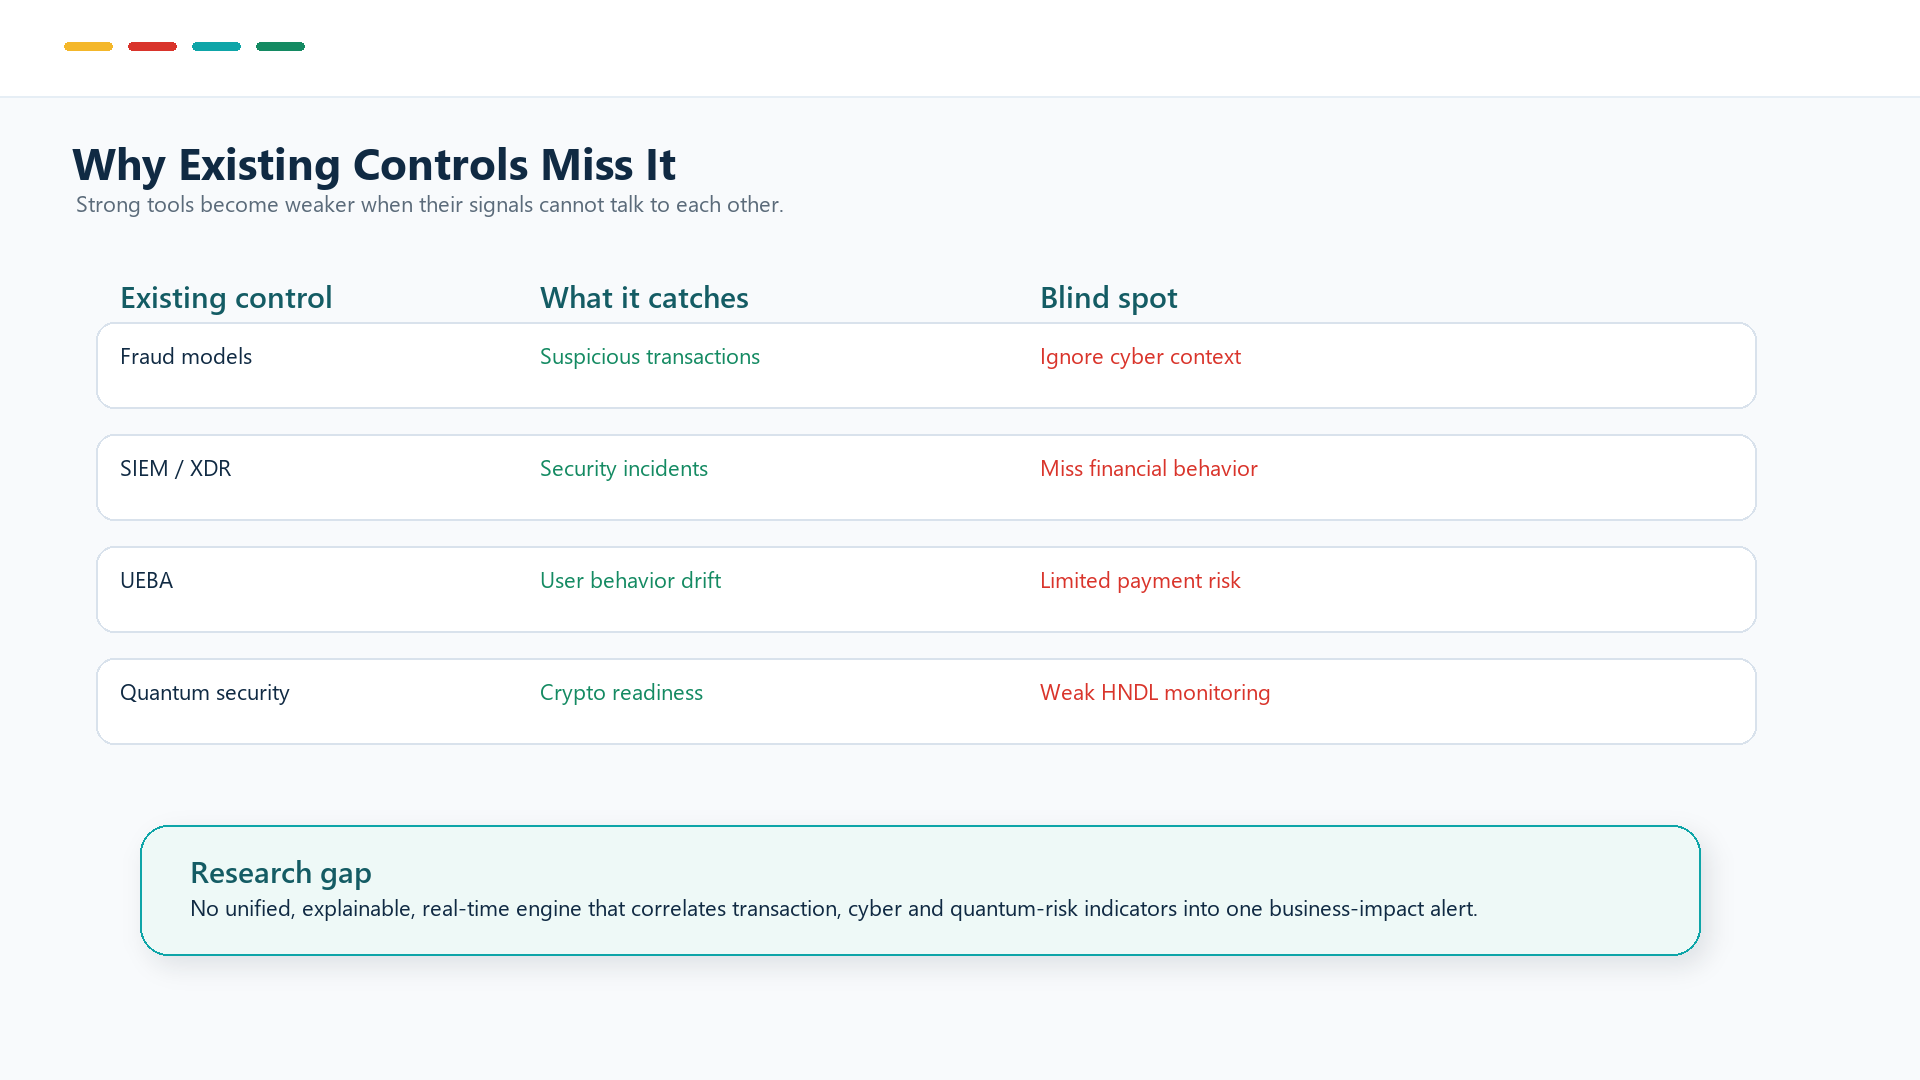 Why Existing Controls Miss It
Strong tools become weaker when their signals cannot talk to each other.
Existing control What it catches Blind spot
Fraud models Suspicious transactions Ignore cyber context
SIEM / XDR Security incidents Miss financial behavior
UEBA User behavior drift Limited payment risk
Quantum security Crypto readiness Weak HNDL monitoring
Research gap
No unified, explainable, real-time engine that correlates transaction, cyber and quantum-risk indicators into one business-impact alert.